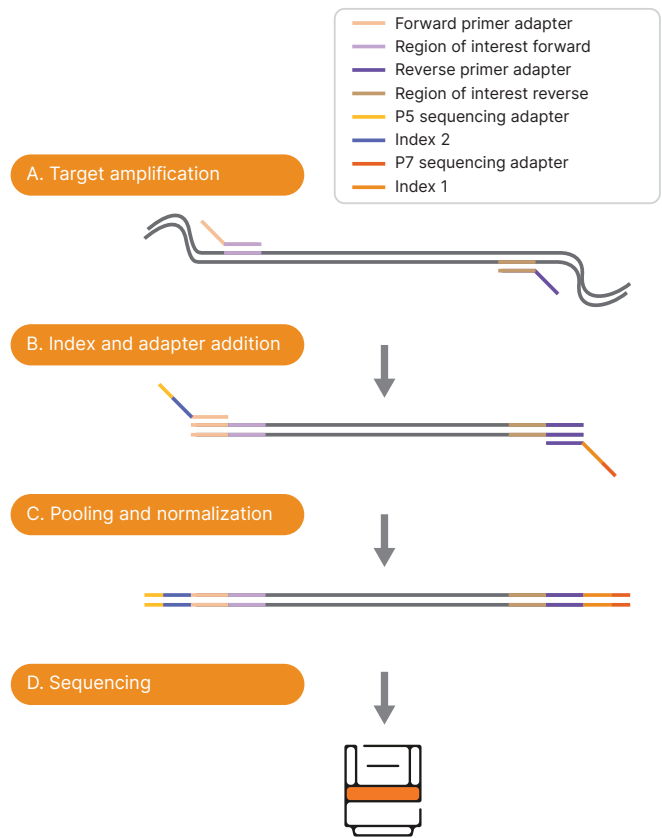 Forward primer adapter
Region of interest forward
Reverse primer adapter
Region of interest reverse
P5 sequencing adapter
Index 2
P7 sequencing adapter
Index 1
A. Target amplification
B. Index and adapter addition
C. Pooling and normalization
D. Sequencing